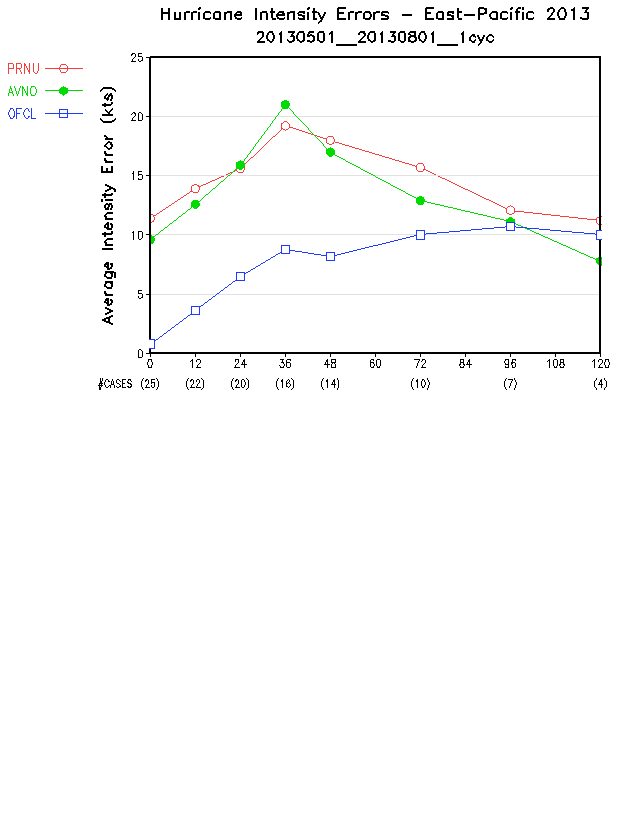 Hurricane Intensity Errors - East-Pacific 2013
20130501__20130801__1cyc
PRNU
AVNO
OFCL
Average Intensity Error (kts)
25
20
15
10
5
0
0 12 24 36 48 60 72 84 96 108 120
#CASES (25) (22) (20) (16) (14) (10) (7) (4)